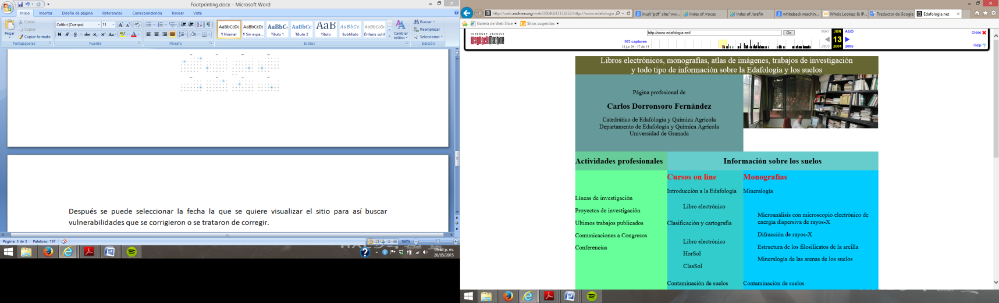 Footprinting.docx - Microsoft Word
Inicio Insertar Diseño de página Referencias Correspondencia Revisar Vista
Pegar
Cortar
Copiar
Copiar formato
Portapapeles
Calibri (Cuerpo) 11
Fuente
Párrafo
AaBbCcDc AaBbCcDc AaBbC AaBbCc AaB AaBbCc. AaBbCcDc
¶ Normal ¶ Sin espa... Título 1 Título 2 Título Subtítulo Énfasis sutil
Cambiar estilos
Estilos
Buscar
Reemplazar
Seleccionar
Edición
Después se puede seleccionar la fecha la que se quiere visualizar el sitio para así buscar
vulnerabilidades que se corrigieron o se trataron de corregir.
Página: 3 de 3 Palabras: 197
160%
p. m.
26/05/2015
http://web.archive.org/web/20040613123253/http://www.edafologia
inurl:"pdf" site:"ww... Index of /rocas Index of /arefin whiteback machin... Whois Lookup & IP... Traductor de Google Edafologia.net
Galería de Web Slice Sitios sugeridos
INTERNET ARCHIVE
WayBackMachine
http://www.edafologia.net/ Go
103 captures
13 jun 04 - 17 dic 14
MAY JUN AGO
13
2003 2004 2005
Close
Help ?
Libros electrónicos, monografías, atlas de imágenes, trabajos de investigación
y todo tipo de información sobre la Edafología y los suelos
Página profesional de
Carlos Dorronsoro Fernández
Catedrático de Edafología y Química Agrícola
Departamento de Edafología y Química Agrícola
Universidad de Granada
Actividades profesionales
Información sobre los suelos
Líneas de investigación
Proyectos de investigación
Ultimos trabajos publicados
Comunicaciones a Congresos
Conferencias
Cursos on line
Introducción a la Edafología
Libro electrónico
Clasificación y cartografía
Libro electrónico
HorSol
ClasSol
Contaminación de suelos
Monografías
Mineralogía
Microanálisis con microscopio electrónico de
energía dispersiva de rayos-X
Difracción de rayos-X
Estructura de los filosilicatos de la arcilla
Mineralogía de las arenas de los suelos
Contaminación de suelos